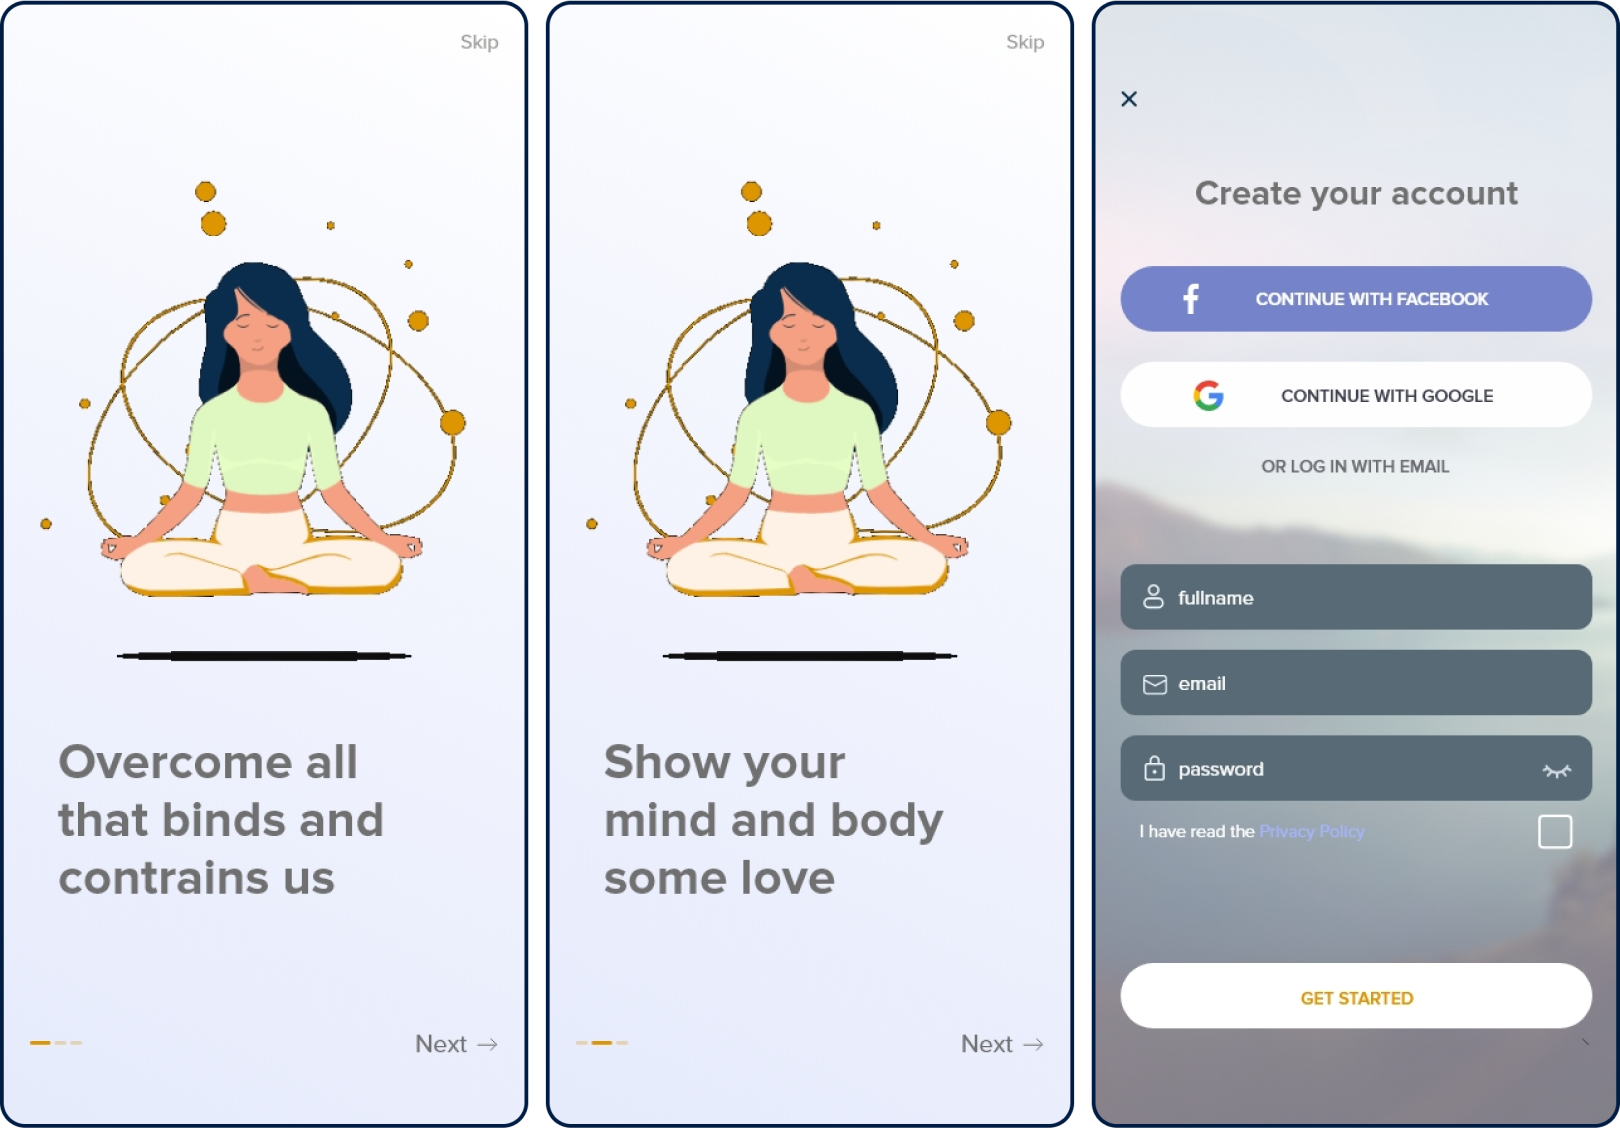 Skip
Overcome all
that binds and
contrains us
Next
Skip
Show your
mind and body
some love
Next
Create your account
CONTINUE WITH FACEBOOK
CONTINUE WITH GOOGLE
OR LOG IN WITH EMAIL
fullname
email
password
I have read the Privacy Policy
GET STARTED